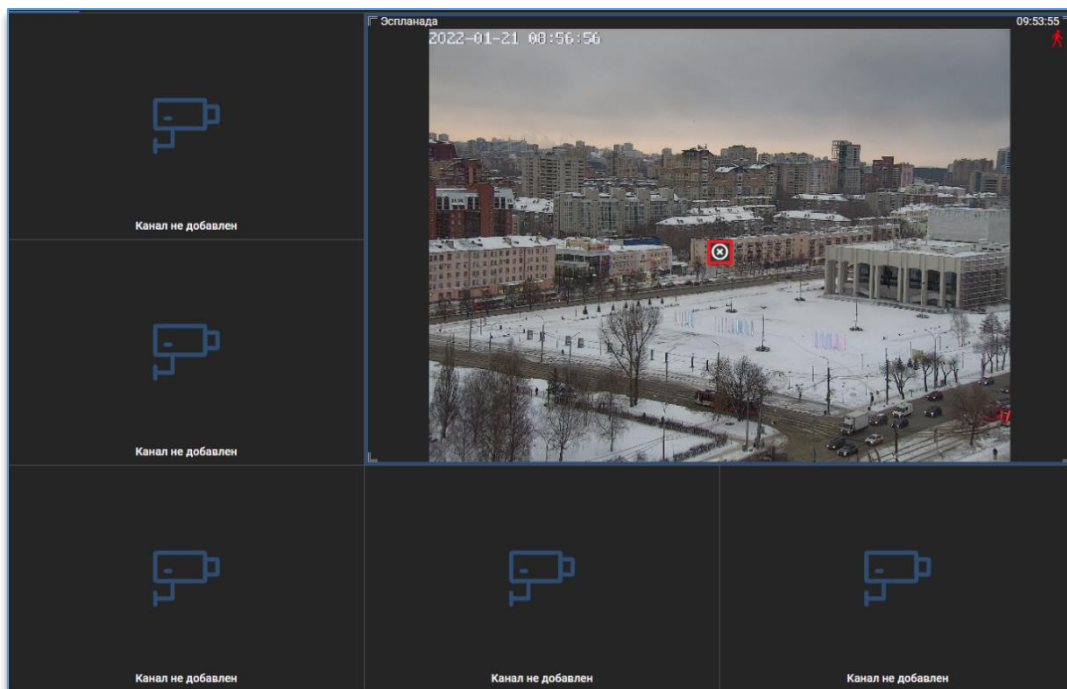 Эспланада
09:53:55
2022-01-21 08:56:56
Канал не добавлен
Канал не добавлен
Канал не добавлен
Канал не добавлен
Канал не добавлен